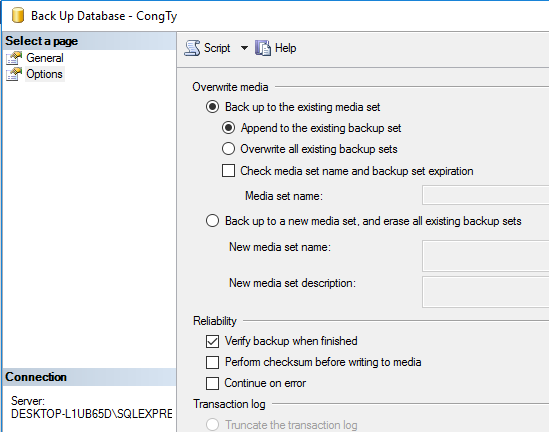 Back Up Database - CongTy
Select a page
General
Options
Script
Help
Overwrite media
Back up to the existing media set
Append to the existing backup set
Overwrite all existing backup sets
Check media set name and backup set expiration
Media set name:
Back up to a new media set, and erase all existing backup sets
New media set name:
New media set description:
Reliability
Verify backup when finished
Perform checksum before writing to media
Continue on error
Transaction log
Truncate the transaction log
Connection
Server:
DESKTOP-L1UB65D\SQLEXPRE